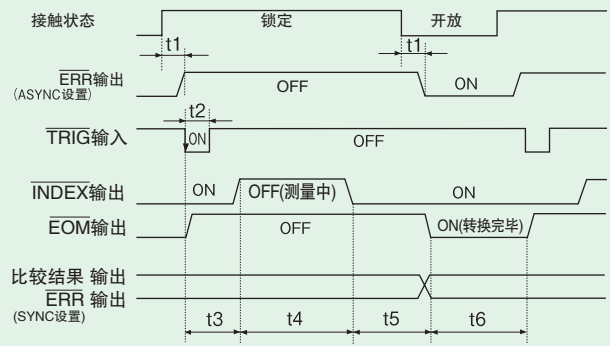 接触状态 锁定 开放
t1 t1
ERR输出 OFF ON
(ASYNC设置)
t2
TRIG输入 ON OFF
INDEX输出 ON OFF(测量中) ON
EOM输出 OFF ON(转换完毕)
比较结果 输出
ERR 输出
(SYNC设置)
t3 t4 t5 t6